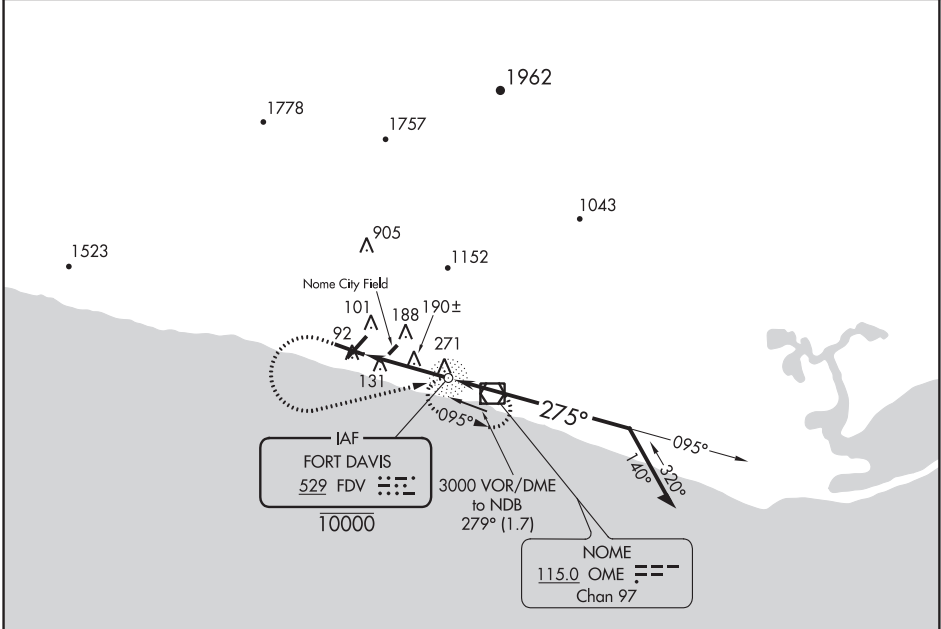 1962
1778
1757
1043
905
1523
1152
Nome City Field
101
188
190±
92
271
131
275°
095°
095°
320°
140°
IAF
FORT DAVIS
529 FDV
10000
3000 VOR/DME
to NDB
279° (1.7)
NOME
115.0 OME
Chan 97